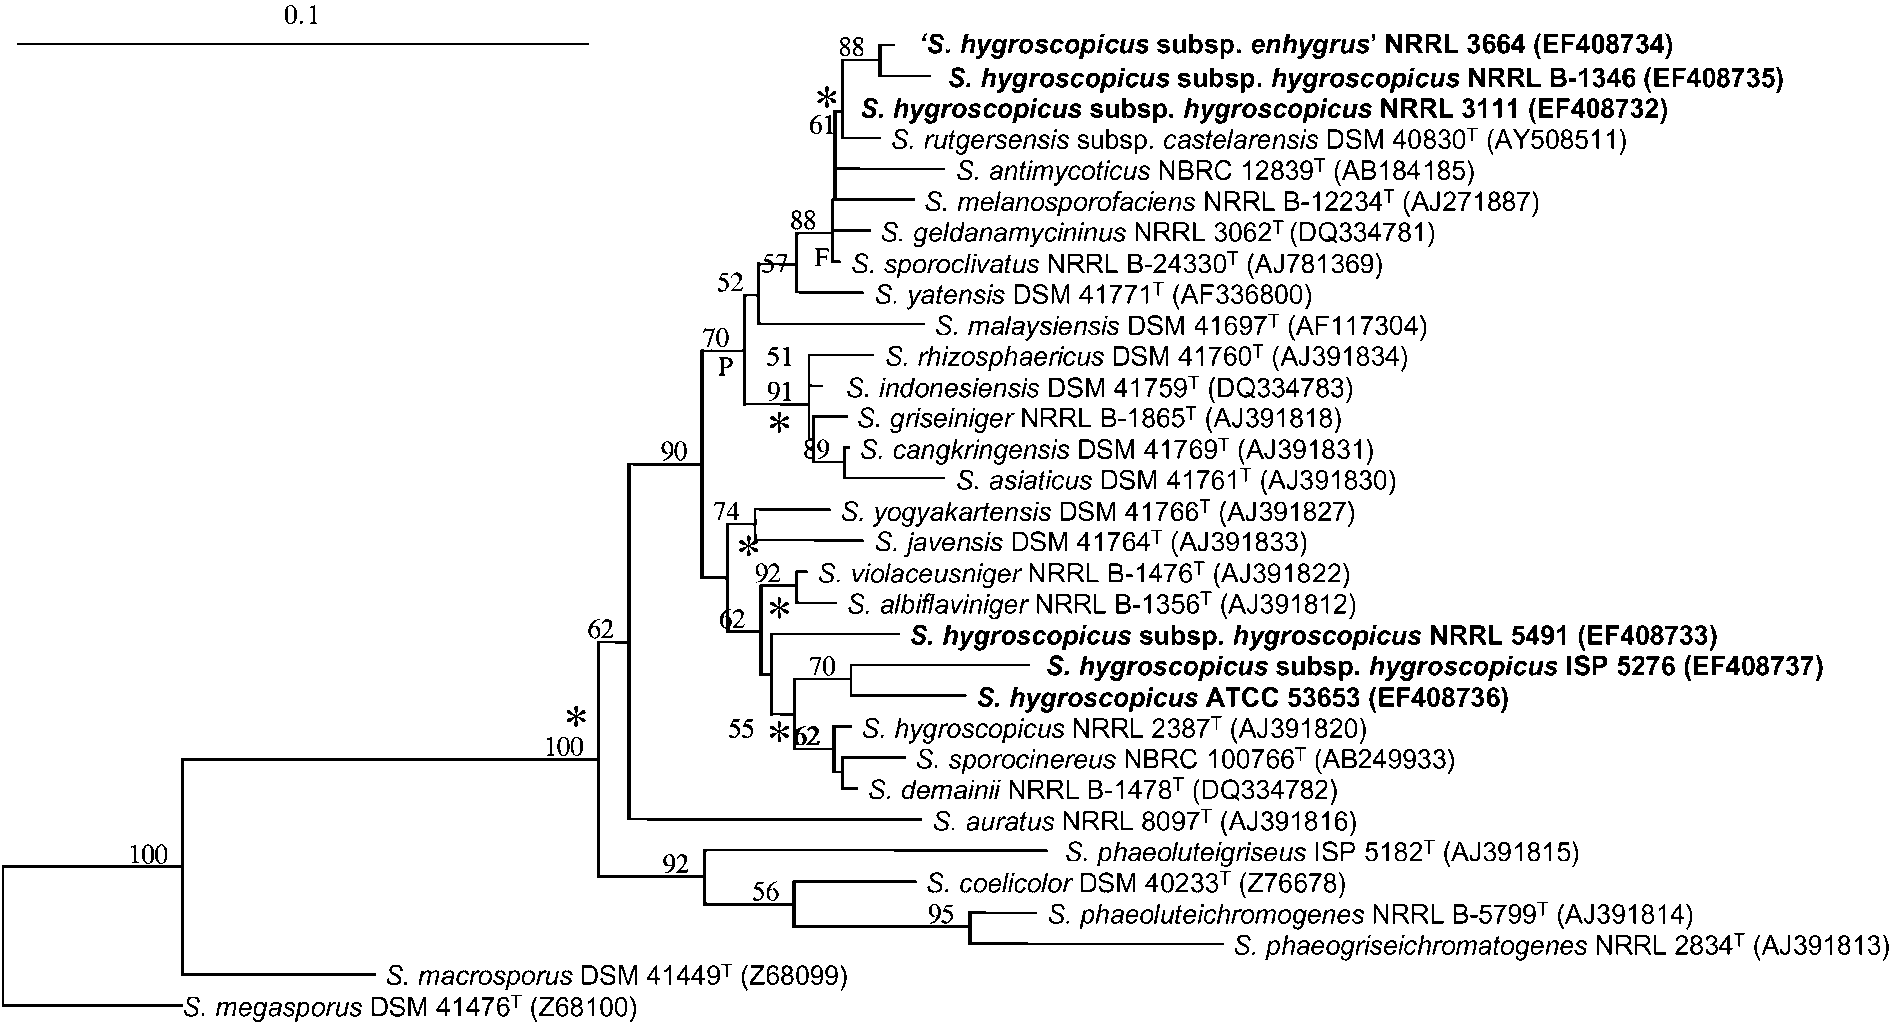 0.1
88
‘S. hygroscopicus subsp. enhygrus’ NRRL 3664 (EF408734)
S. hygroscopicus subsp. hygroscopicus NRRL B-1346 (EF408735)
*
S. hygroscopicus subsp. hygroscopicus NRRL 3111 (EF408732)
61
S. rutgersensis subsp. castelarensis DSM 40830ᵀ (AY508511)
S. antimycoticus NBRC 12839ᵀ (AB184185)
S. melanosporofaciens NRRL B-12234ᵀ (AJ271887)
88
S. geldanamycininus NRRL 3062ᵀ (DQ334781)
F
57
S. sporoclivatus NRRL B-24330ᵀ (AJ781369)
52
S. yatensis DSM 41771ᵀ (AF336800)
S. malaysiensis DSM 41697ᵀ (AF117304)
70
P
51
S. rhizosphaericus DSM 41760ᵀ (AJ391834)
91
S. indonesiensis DSM 41759ᵀ (DQ334783)
*
S. griseiniger NRRL B-1865ᵀ (AJ391818)
90
89
S. cangkringensis DSM 41769ᵀ (AJ391831)
S. asiaticus DSM 41761ᵀ (AJ391830)
74
S. yogyakartensis DSM 41766ᵀ (AJ391827)
*
S. javensis DSM 41764ᵀ (AJ391833)
92
S. violaceusniger NRRL B-1476ᵀ (AJ391822)
*
S. albiflaviniger NRRL B-1356ᵀ (AJ391812)
62
62
S. hygroscopicus subsp. hygroscopicus NRRL 5491 (EF408733)
70
S. hygroscopicus subsp. hygroscopicus ISP 5276 (EF408737)
S. hygroscopicus ATCC 53653 (EF408736)
*
55
*
62
S. hygroscopicus NRRL 2387ᵀ (AJ391820)
100
S. sporocinereus NBRC 100766ᵀ (AB249933)
S. demainii NRRL B-1478ᵀ (DQ334782)
S. auratus NRRL 8097ᵀ (AJ391816)
100
92
S. phaeoluteigriseus ISP 5182ᵀ (AJ391815)
56
S. coelicolor DSM 40233ᵀ (Z76678)
95
S. phaeoluteichromogenes NRRL B-5799ᵀ (AJ391814)
S. phaeogriseichromatogenes NRRL 2834ᵀ (AJ391813)
S. macrosporus DSM 41449ᵀ (Z68099)
S. megasporus DSM 41476ᵀ (Z68100)